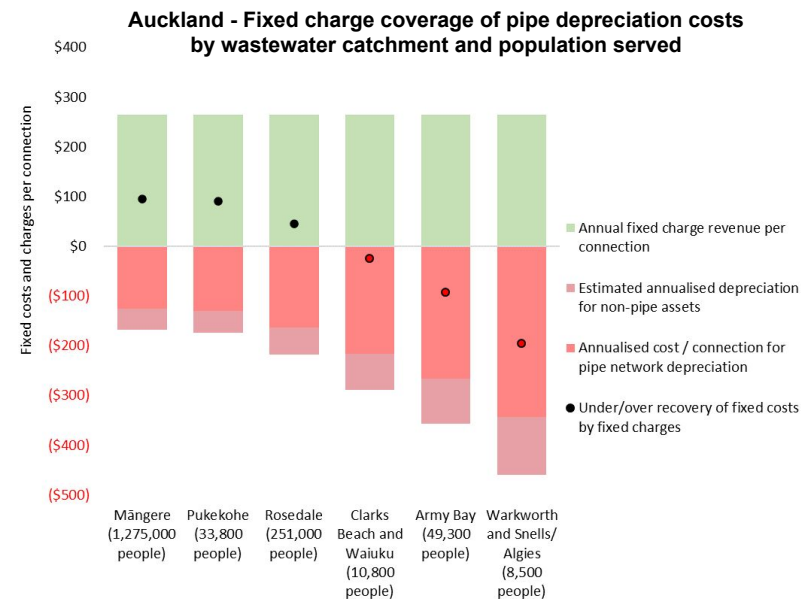 Auckland - Fixed charge coverage of pipe depreciation costs
by wastewater catchment and population served
Fixed costs and charges per connection
$400
$300
$200
$100
$0
($100)
($200)
($300)
($400)
($500)
Māngere
(1,275,000
people)
Pukekohe
(33,800
people)
Rosedale
(251,000
people)
Clarks
Beach and
Waiuku
(10,800
people)
Army Bay
(49,300
people)
Warkworth
and Snells/
Algies
(8,500
people)
Annual fixed charge revenue per
connection
Estimated annualised depreciation
for non-pipe assets
Annualised cost / connection for
pipe network depreciation
Under/over recovery of fixed costs
by fixed charges